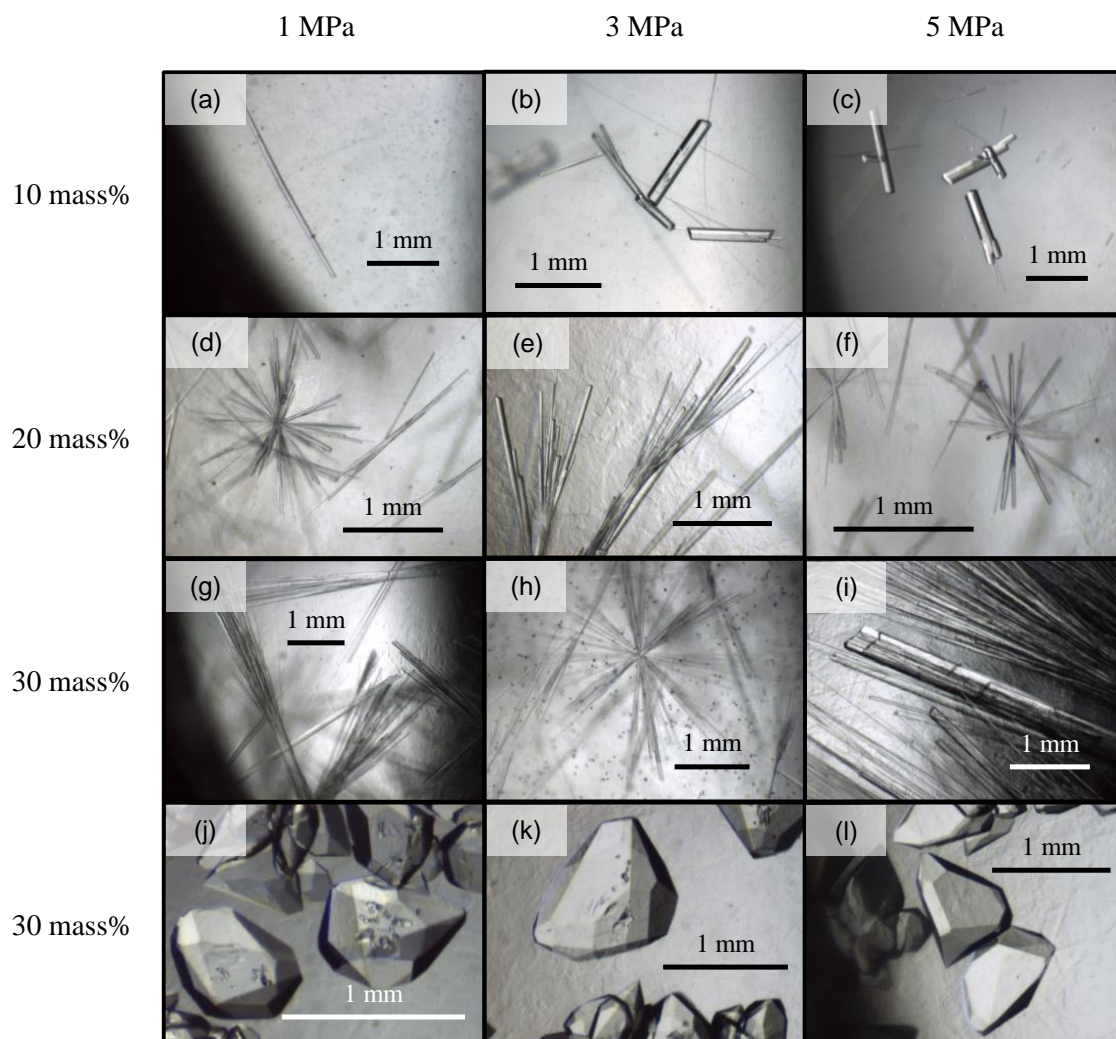 1 MPa 3 MPa 5 MPa
10 mass% (a) (b) (c)
1 mm 1 mm 1 mm
20 mass% (d) (e) (f)
1 mm 1 mm 1 mm
30 mass% (g) (h) (i)
1 mm 1 mm 1 mm
30 mass% (j) (k) (l)
1 mm 1 mm 1 mm